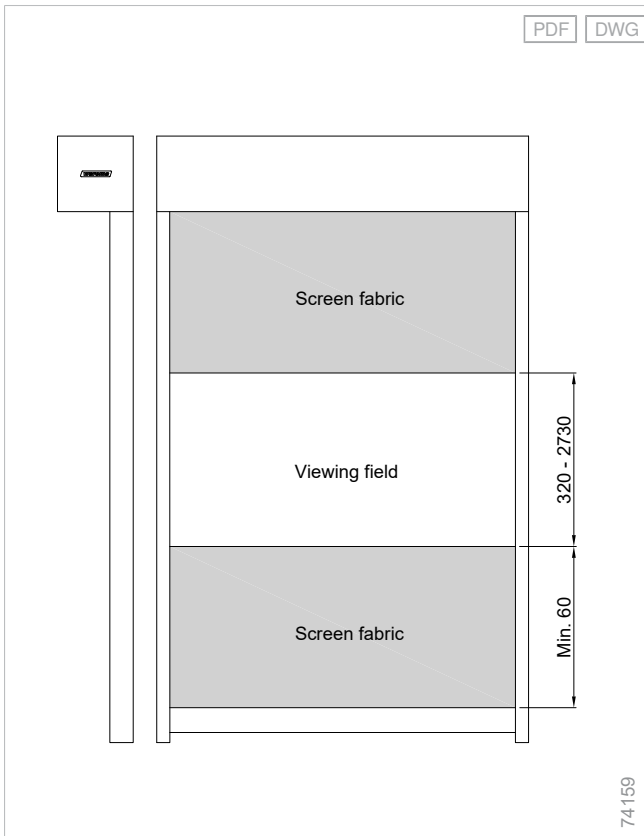 PDF DWG
Screen fabric
Viewing field
320 - 2730
Screen fabric
Min. 60
74159